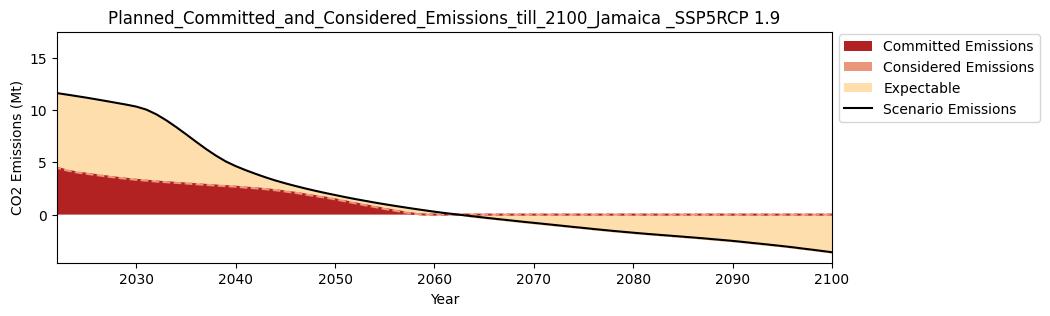 Planned_Committed_and_Considered_Emissions_till_2100_Jamaica _SSP5RCP 1.9
Committed Emissions
Considered Emissions
Expectable
Scenario Emissions
CO2 Emissions (Mt)
15
10
5
0
2030 2040 2050 2060 2070 2080 2090 2100
Year